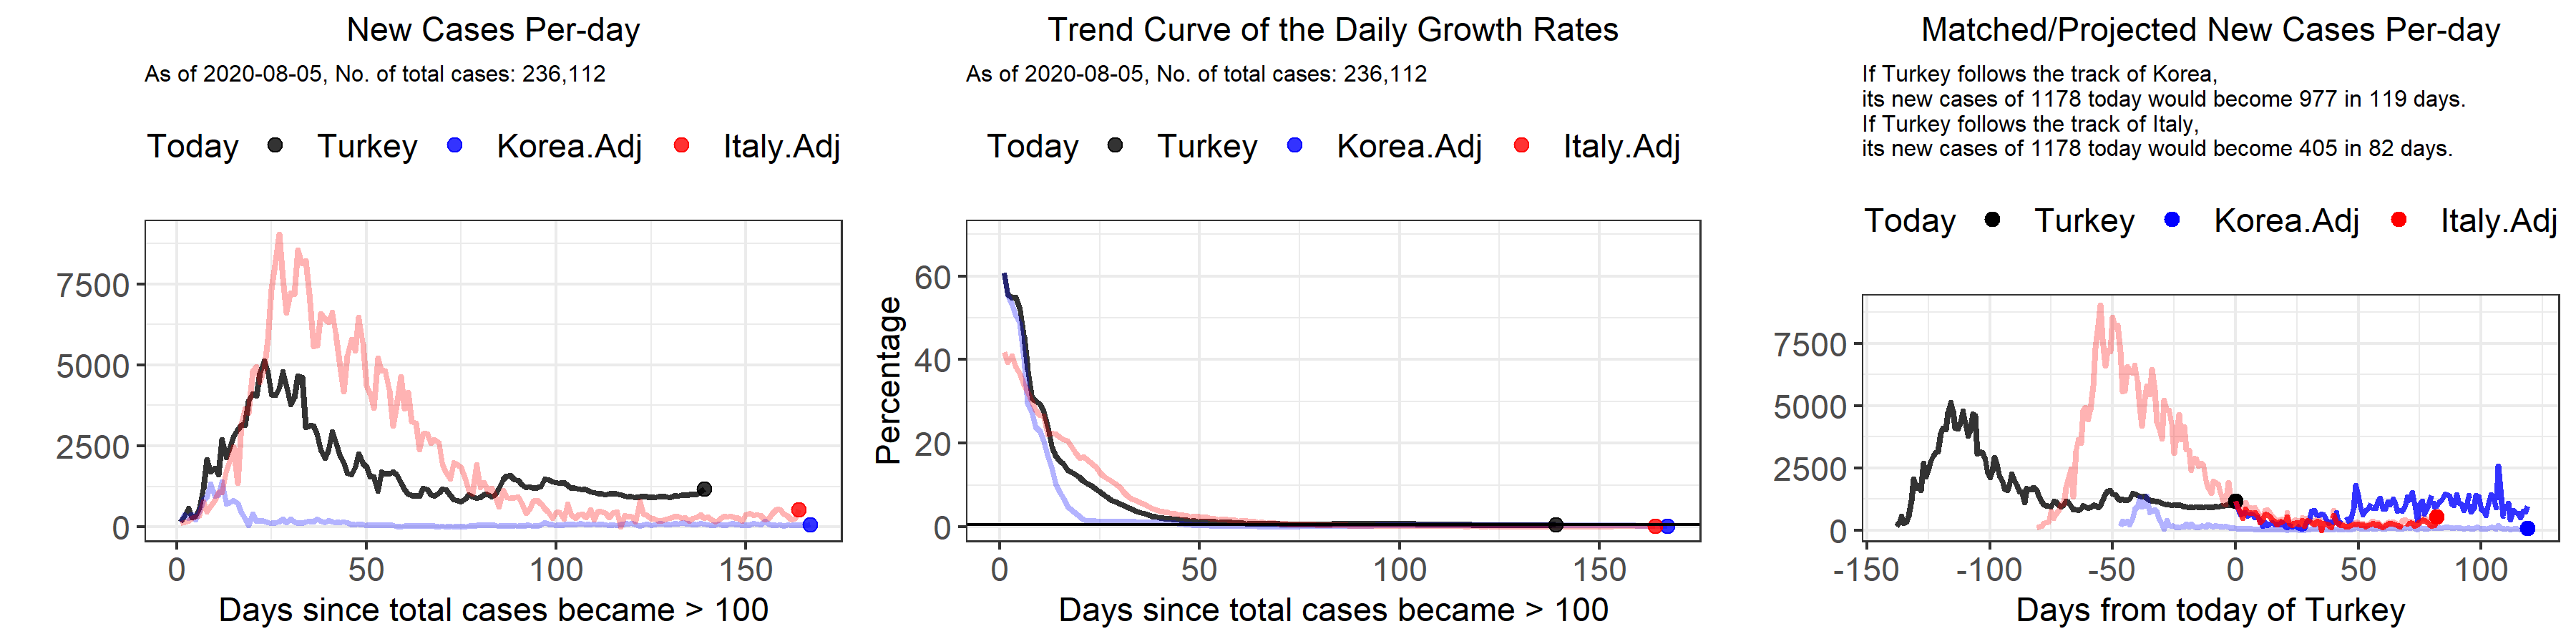 New Cases Per-day
As of 2020-08-05, No. of total cases: 236,112
Today Turkey Korea.Adj Italy.Adj
7500
5000
2500
0
0 50 100 150
Days since total cases became > 100
Trend Curve of the Daily Growth Rates
As of 2020-08-05, No. of total cases: 236,112
Today Turkey Korea.Adj Italy.Adj
Percentage
60
40
20
0
0 50 100 150
Days since total cases became > 100
Matched/Projected New Cases Per-day
If Turkey follows the track of Korea,
its new cases of 1178 today would become 977 in 119 days.
If Turkey follows the track of Italy,
its new cases of 1178 today would become 405 in 82 days.
Today Turkey Korea.Adj Italy.Adj
7500
5000
2500
0
-150 -100 -50 0 50 100
Days from today of Turkey